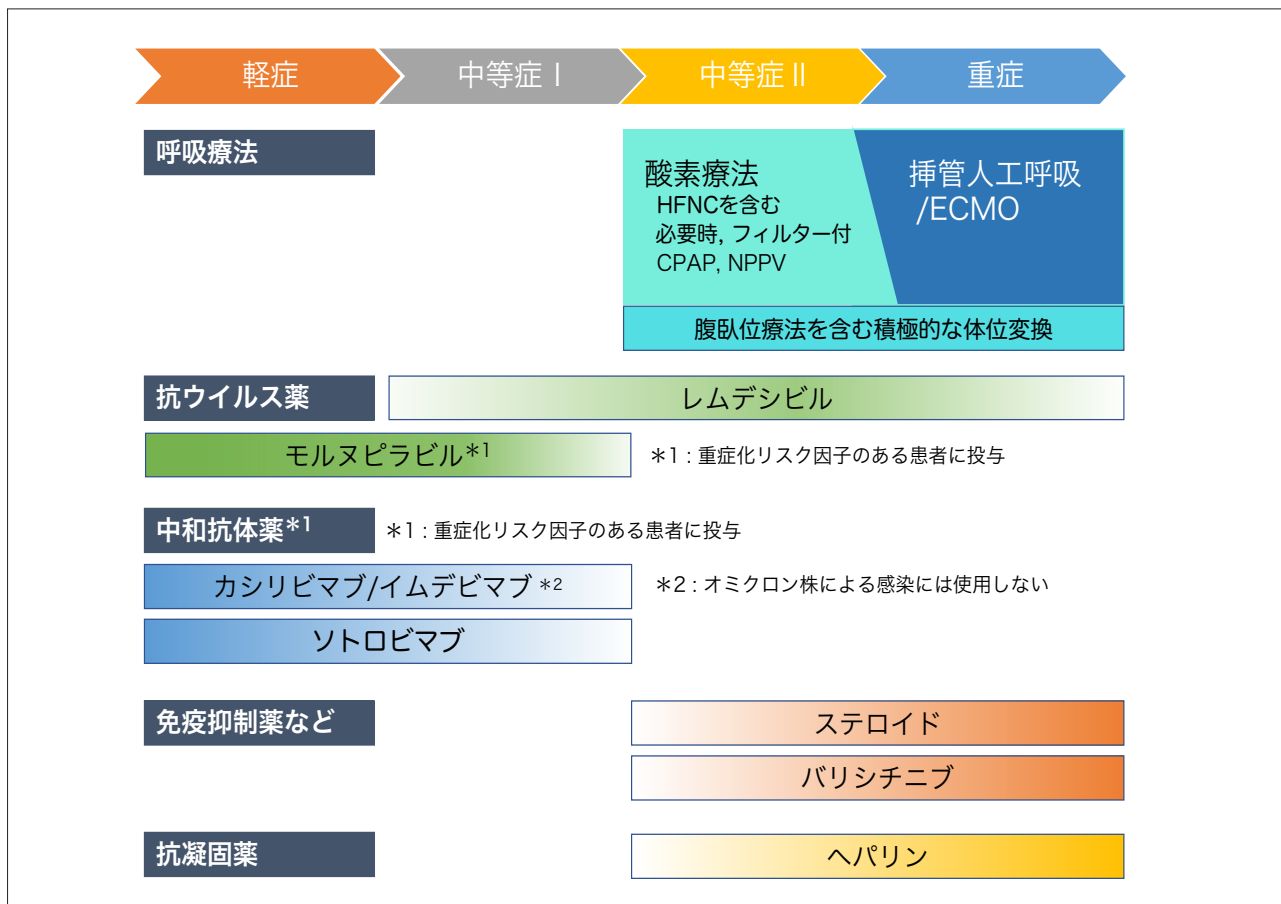 軽症
中等症Ⅰ
中等症Ⅱ
重症
呼吸療法
酸素療法
HFNCを含む
必要時, フィルター付
CPAP, NPPV
挿管人工呼吸
/ECMO
腹臥位療法を含む積極的な体位変換
抗ウイルス薬
レムデシビル
モルヌピラビル*1
*1 : 重症化リスク因子のある患者に投与
中和抗体薬*1
*1 : 重症化リスク因子のある患者に投与
カシリビマブ/イムデビマブ *2
*2 : オミクロン株による感染には使用しない
ソトロビマブ
免疫抑制薬など
ステロイド
バリシチニブ
抗凝固薬
ヘパリン